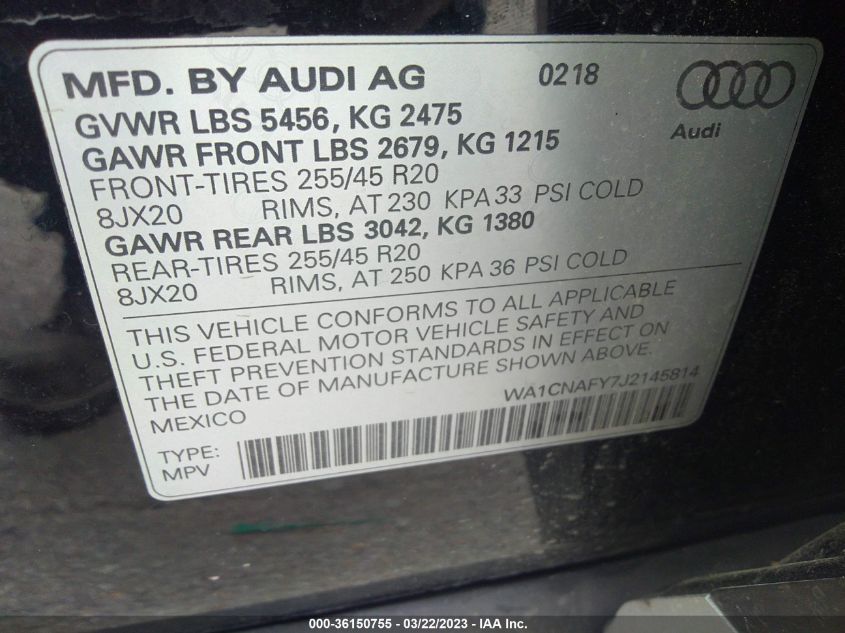 MFD. BY AUDI AG 0218
Audi
GVWR LBS 5456, KG 2475
GAWR FRONT LBS 2679, KG 1215
FRONT-TIRES 255/45 R20
8JX20 RIMS, AT 230 KPA 33 PSI COLD
GAWR REAR LBS 3042, KG 1380
REAR-TIRES 255/45 R20
8JX20 RIMS, AT 250 KPA 36 PSI COLD
THIS VEHICLE CONFORMS TO ALL APPLICABLE
U.S. FEDERAL MOTOR VEHICLE SAFETY AND
THEFT PREVENTION STANDARDS IN EFFECT ON
THE DATE OF MANUFACTURE SHOWN ABOVE.
MEXICO WA1CNAFY7J2145814
TYPE:
MPV
000-36150755 - 03/22/2023 - IAA Inc.